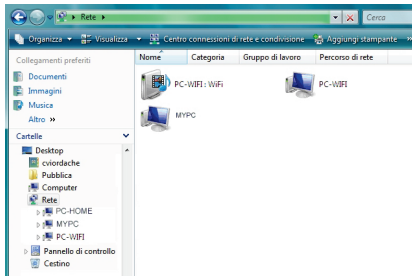 Rete
Cerca
Organizza Visualizza Centro connessioni di rete e condivisione Aggiungi stampante »
Collegamenti preferiti
Documenti
Immagini
Musica
Altro »
Cartelle
Desktop
cviordache
Pubblica
Computer
Rete
PC-HOME
MYPC
PC-WIFI
Pannello di controllo
Cestino
Nome Categoria Gruppo di lavoro Percorso di rete
PC-WIFI : WiFi
PC-WIFI
MYPC